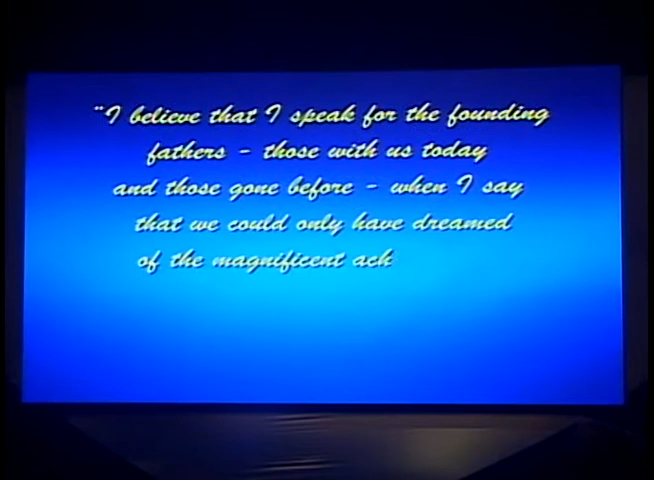 "I believe that I speak for the founding
fathers - those with us today
and those gone before - when I say
that we could only have dreamed
of the magnificent ach